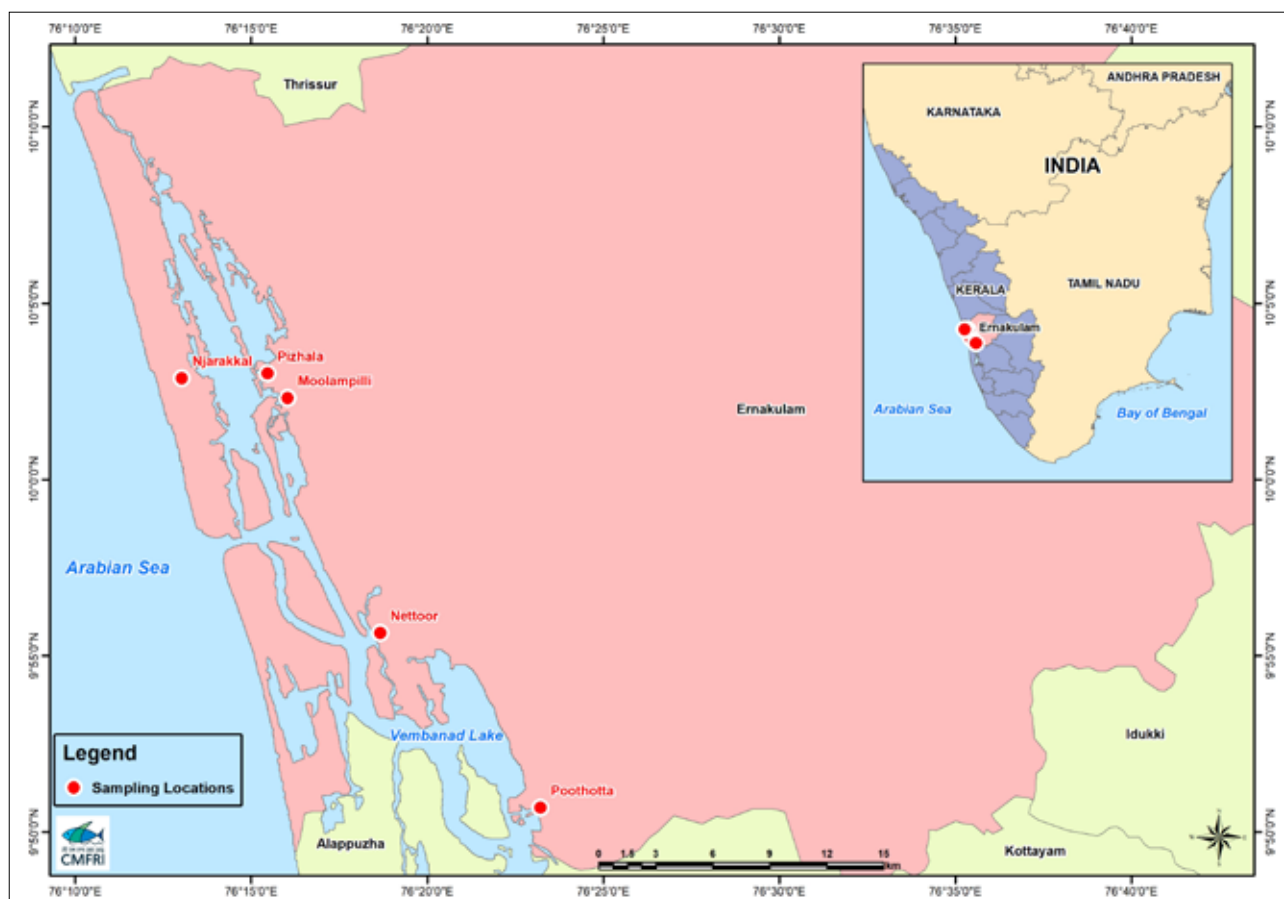 76°10'0"E 76°15'0"E 76°20'0"E 76°25'0"E 76°30'0"E 76°35'0"E 76°40'0"E
Thrissur
ANDHRA PRADESH
KARNATAKA
INDIA
TAMIL NADU
KERALA
Ernakulam
Arabian Sea
Bay of Bengal
10°10'0"N
10°10'0"N
10°5'0"N
10°5'0"N
Njarakkal
Pizhala
Moolampilli
Ernakulam
10°0'0"N
10°0'0"N
Arabian Sea
Nettoor
9°55'0"N
9°55'0"N
Vembanad Lake
Idukki
Legend
Sampling Locations
Poothotta
9°50'0"N
9°50'0"N
CMFRI
Alappuzha
Kottayam
0 1.5 3 6 9 12 15
km
76°10'0"E 76°15'0"E 76°20'0"E 76°25'0"E 76°30'0"E 76°35'0"E 76°40'0"E